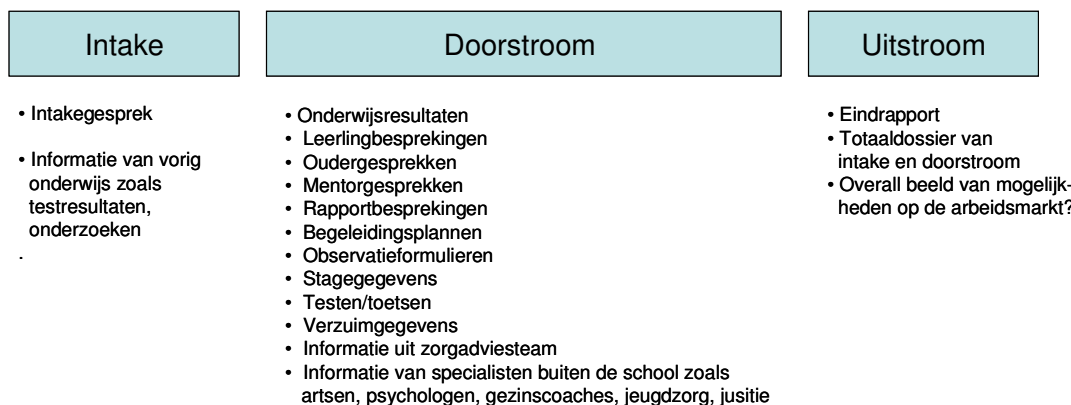 Intake
Doorstroom
Uitstroom
• Intakegesprek
• Informatie van vorig
onderwijs zoals
testresultaten,
onderzoeken
.
• Onderwijsresultaten
• Leerlingbesprekingen
• Oudergesprekken
• Mentorgesprekken
• Rapportbesprekingen
• Begeleidingsplannen
• Observatieformulieren
• Stagegegevens
• Testen/toetsen
• Verzuimgegevens
• Informatie uit zorgadviesteam
• Informatie van specialisten buiten de school zoals
artsen, psychologen, gezinscoaches, jeugdzorg, jusitie
• Eindrapport
• Totaaldossier van
intake en doorstroom
• Overall beeld van mogelijk-
heden op de arbeidsmarkt?